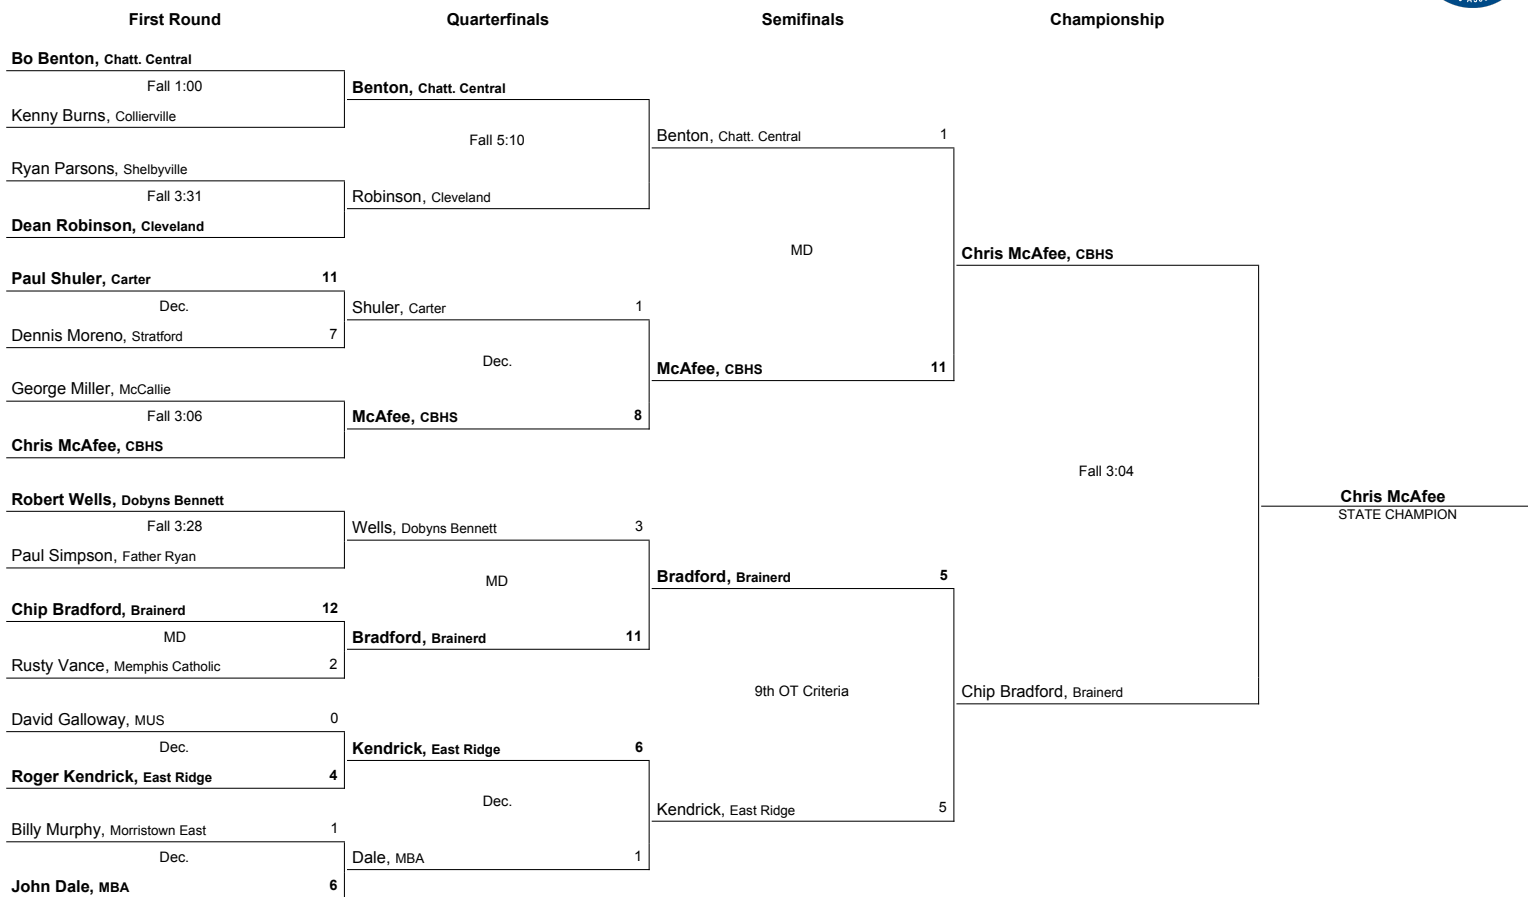 First Round Quarterfinals Semifinals Championship
Bo Benton, Chatt. Central
Fall 1:00
Kenny Burns, Collierville
Ryan Parsons, Shelbyville
Fall 3:31
Dean Robinson, Cleveland
Paul Shuler, Carter 11
Dec.
Dennis Moreno, Stratford 7
George Miller, McCallie
Fall 3:06
Chris McAfee, CBHS
Robert Wells, Dobyns Bennett
Fall 3:28
Paul Simpson, Father Ryan
Chip Bradford, Brainerd 12
MD
Rusty Vance, Memphis Catholic 2
David Galloway, MUS 0
Dec.
Roger Kendrick, East Ridge 4
Billy Murphy, Morristown East 1
Dec.
John Dale, MBA 6
Benton, Chatt. Central
Fall 5:10
Robinson, Cleveland
Shuler, Carter 1
Dec.
McAfee, CBHS 8
Wells, Dobyns Bennett 3
MD
Bradford, Brainerd 11
Kendrick, East Ridge 6
Dec.
Dale, MBA 1
Benton, Chatt. Central 1
MD
McAfee, CBHS 11
Bradford, Brainerd 5
9th OT Criteria
Kendrick, East Ridge 5
Chris McAfee, CBHS
Fall 3:04
Chip Bradford, Brainerd
Chris McAfee
STATE CHAMPION